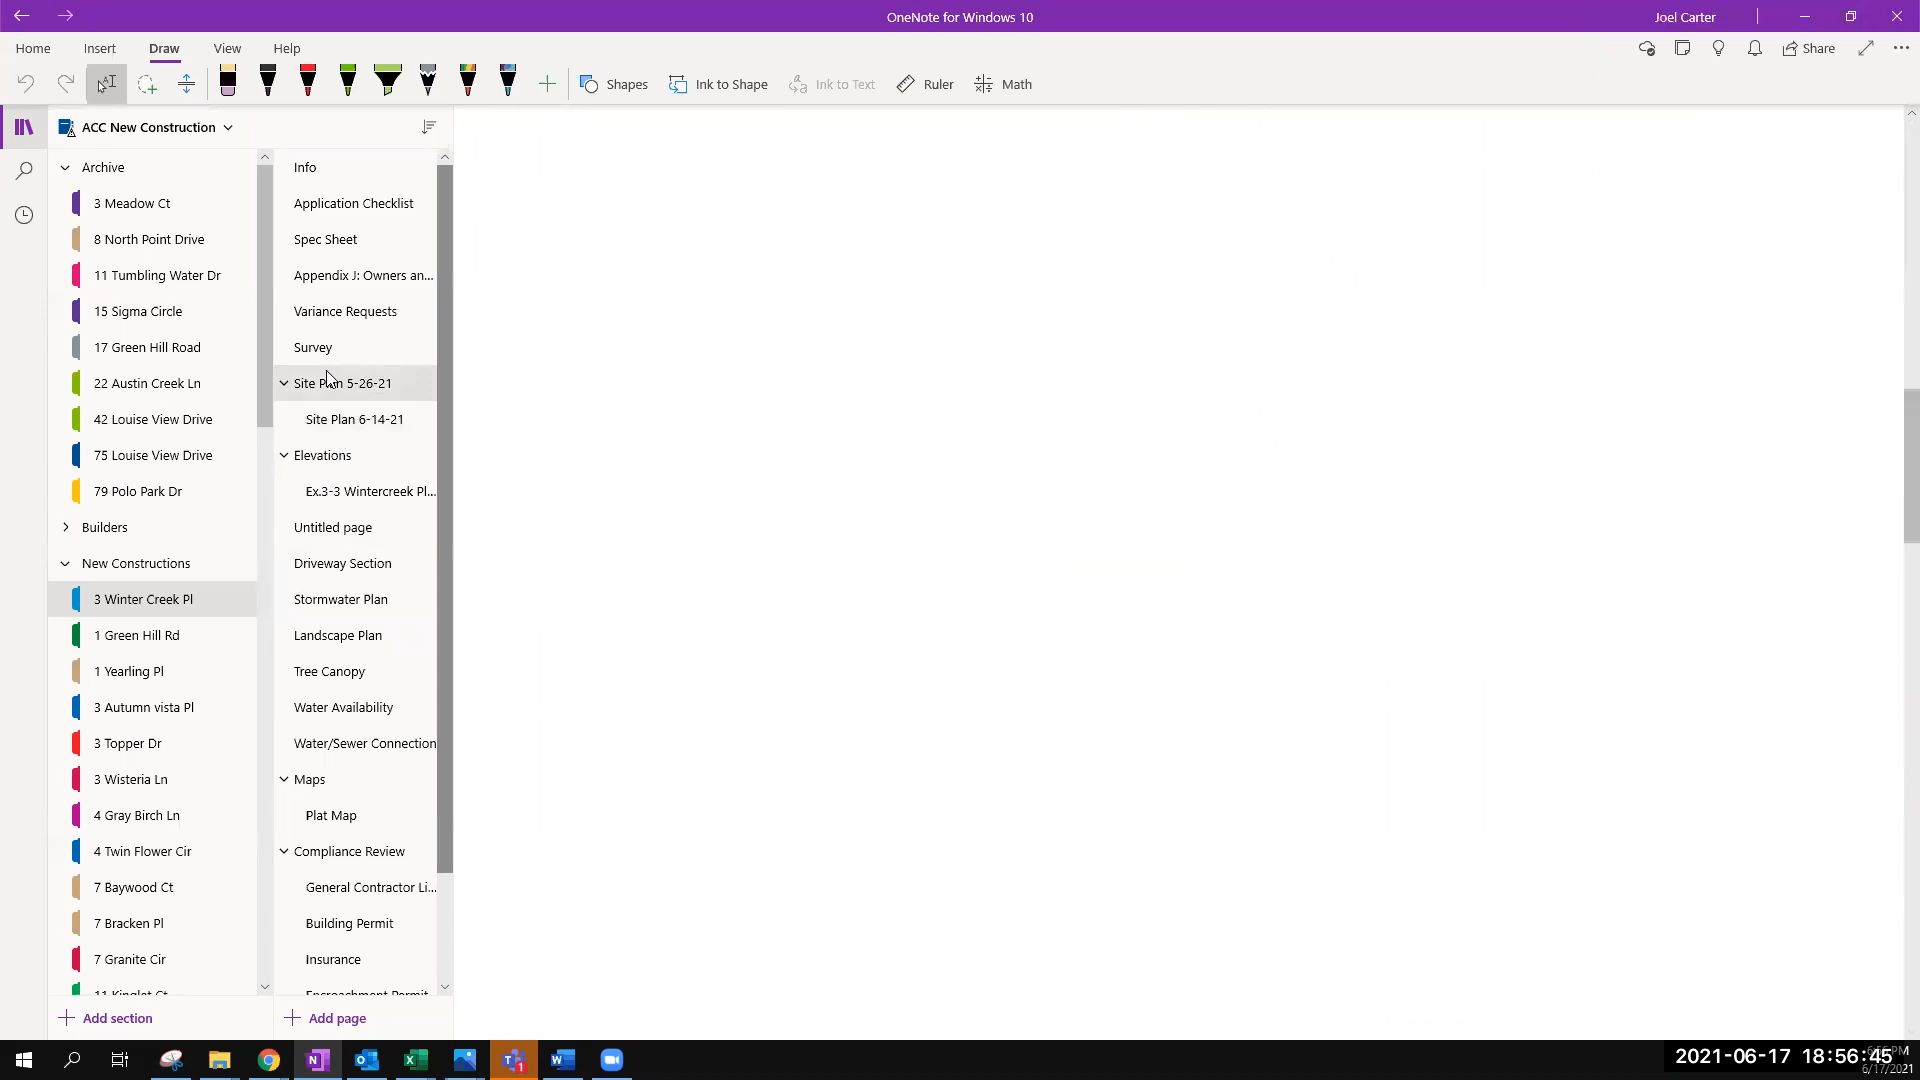 OneNote for Windows 10
Joel Carter
Home Insert Draw View Help
Share
Shapes Ink to Shape Ink to Text Ruler Math
ACC New Construction
Archive
3 Meadow Ct
8 North Point Drive
11 Tumbling Water Dr
15 Sigma Circle
17 Green Hill Road
22 Austin Creek Ln
42 Louise View Drive
75 Louise View Drive
79 Polo Park Dr
Builders
New Constructions
3 Winter Creek Pl
1 Green Hill Rd
1 Yearling Pl
3 Autumn vista Pl
3 Topper Dr
3 Wisteria Ln
4 Gray Birch Ln
4 Twin Flower Cir
7 Baywood Ct
7 Bracken Pl
7 Granite Cir
11 Kinglet Ct
Add section
Info
Application Checklist
Spec Sheet
Appendix J: Owners an...
Variance Requests
Survey
Site Plan 5-26-21
Site Plan 6-14-21
Elevations
Ex.3-3 Wintercreek Pl...
Untitled page
Driveway Section
Stormwater Plan
Landscape Plan
Tree Canopy
Water Availability
Water/Sewer Connection
Maps
Plat Map
Compliance Review
General Contractor Li...
Building Permit
Insurance
Encroachment Permit
Add page
2021-06-17 18:56:45
6/17/2021